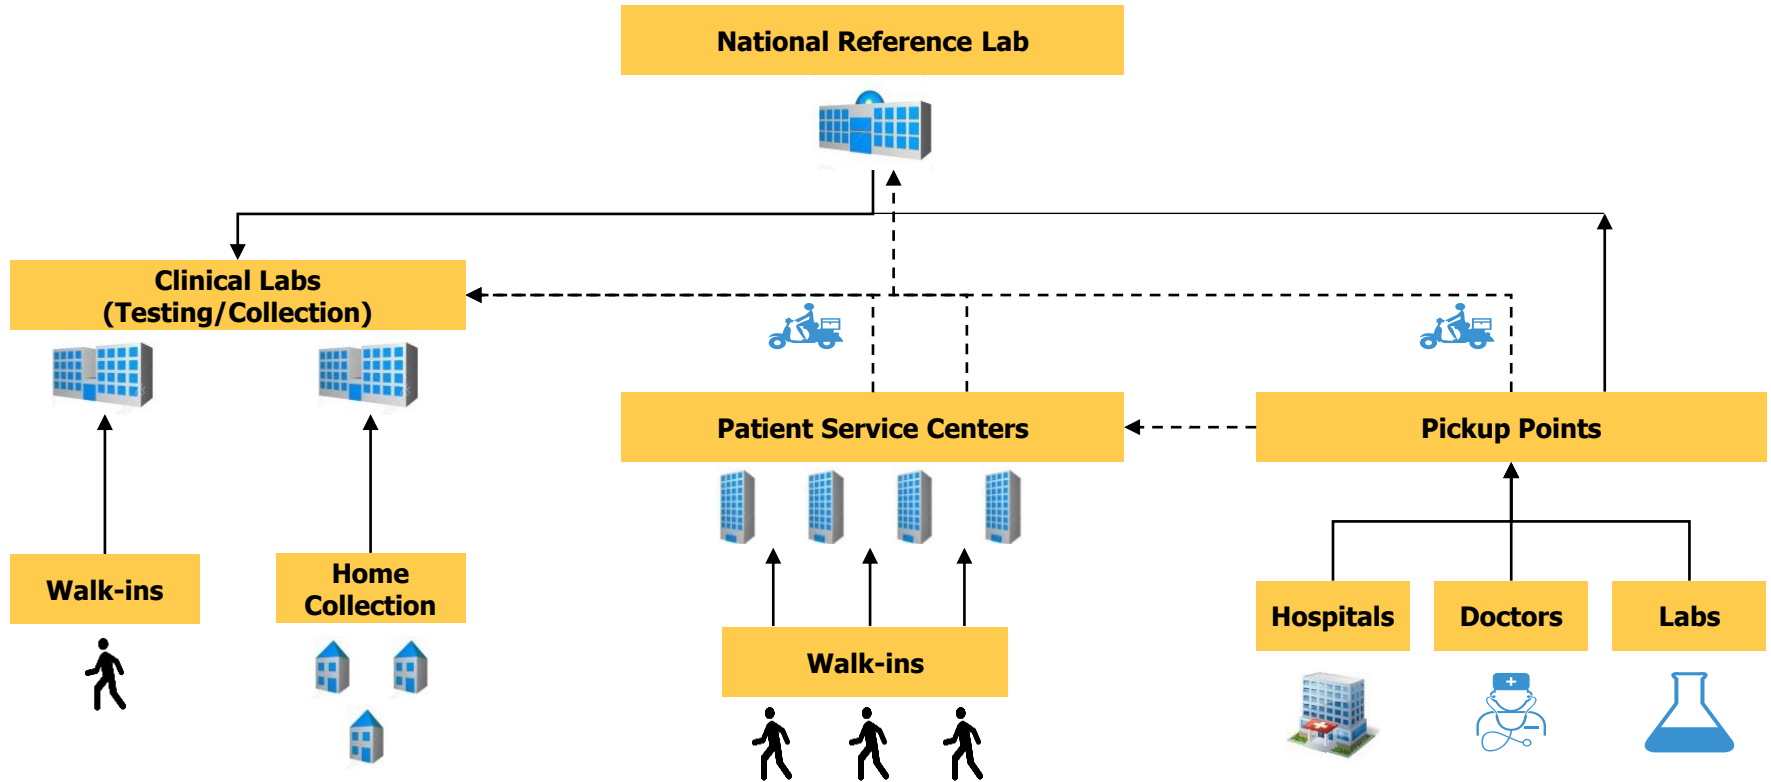 National Reference Lab
Clinical Labs
(Testing/Collection)
Patient Service Centers
Pickup Points
Walk-ins
Home
Collection
Hospitals
Doctors
Labs
Walk-ins